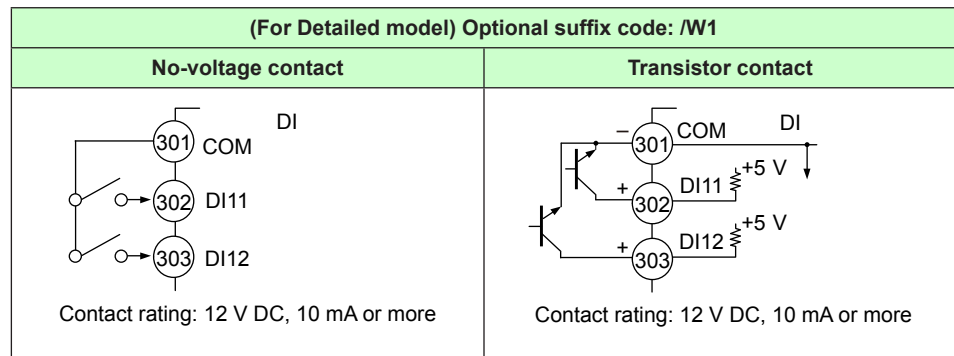 (For Detailed model) Optional suffix code: /W1
No-voltage contact
Transistor contact
DI
301
COM
302
DI11
303
DI12
Contact rating: 12 V DC, 10 mA or more
– 301 COM DI
+ 302 DI11 +5 V
+ 303 DI12 +5 V
Contact rating: 12 V DC, 10 mA or more